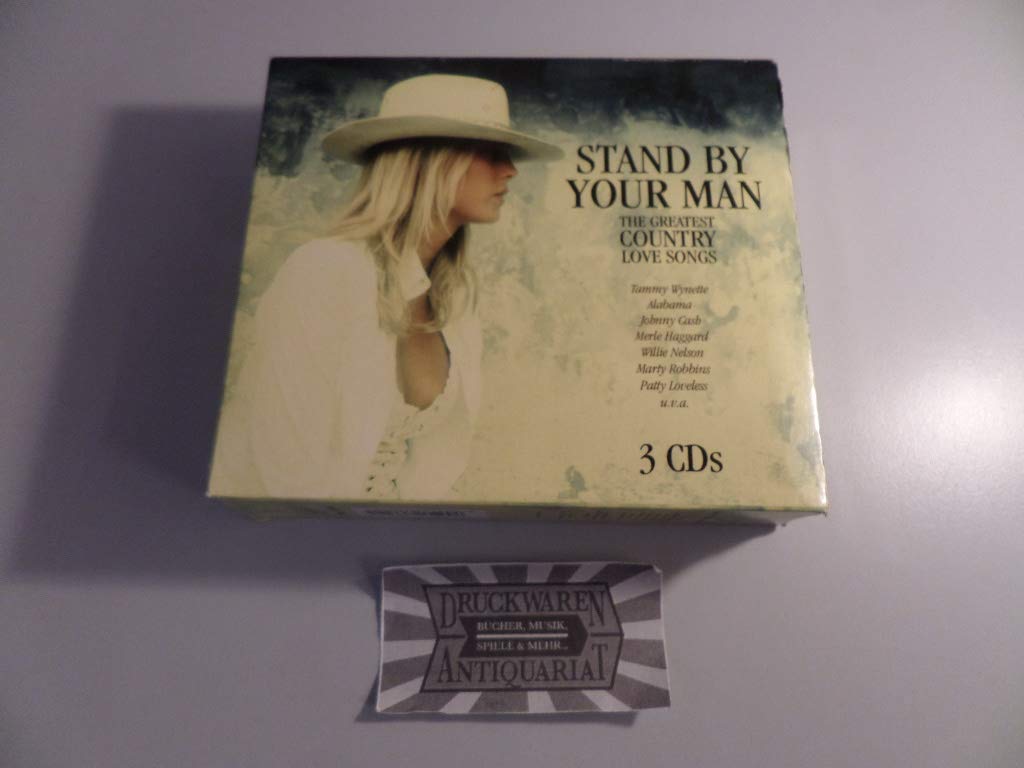 STAND BY
YOUR MAN
THE GREATEST
COUNTRY
LOVE SONGS
Tammy Wynette
Alabama
Johnny Cash
Merle Haggard
Willie Nelson
Marty Robbins
Patty Loveless
u.v.a.
3 CDs
DRUCKWAREN
BÜCHER, MUSIK,
SPIELE & MEHR...
ANTIQUARIAT